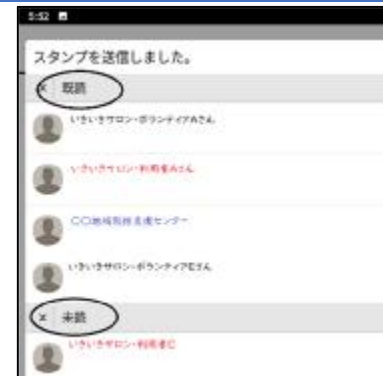 5:52
スタンプを送信しました。
× 既読
いきいきサロン・ボランティアAさん
いきいきサロン・利用者Aさん
〇〇地域包括支援センター
いきいきサロン・ボランティアEさん
× 未読
いきいきサロン・利用者C